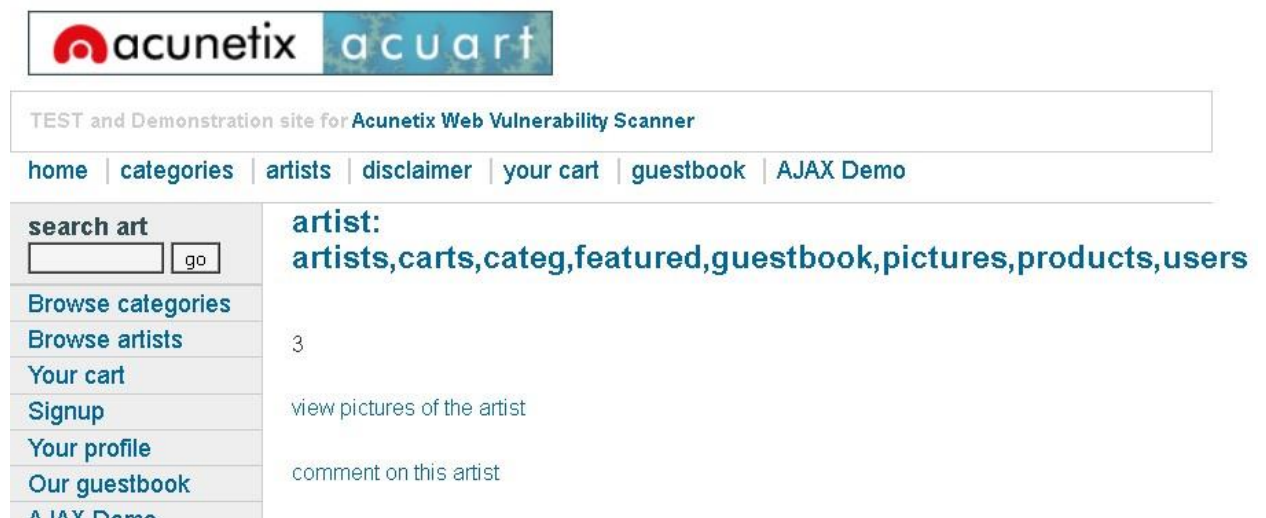 acunetix acuart
TEST and Demonstration site for Acunetix Web Vulnerability Scanner
home | categories | artists | disclaimer | your cart | guestbook | AJAX Demo
search art
go
Browse categories
Browse artists
Your cart
Signup
Your profile
Our guestbook
AJAX Demo
artist:
artists,carts,categ,featured,guestbook,pictures,products,users
3
view pictures of the artist
comment on this artist